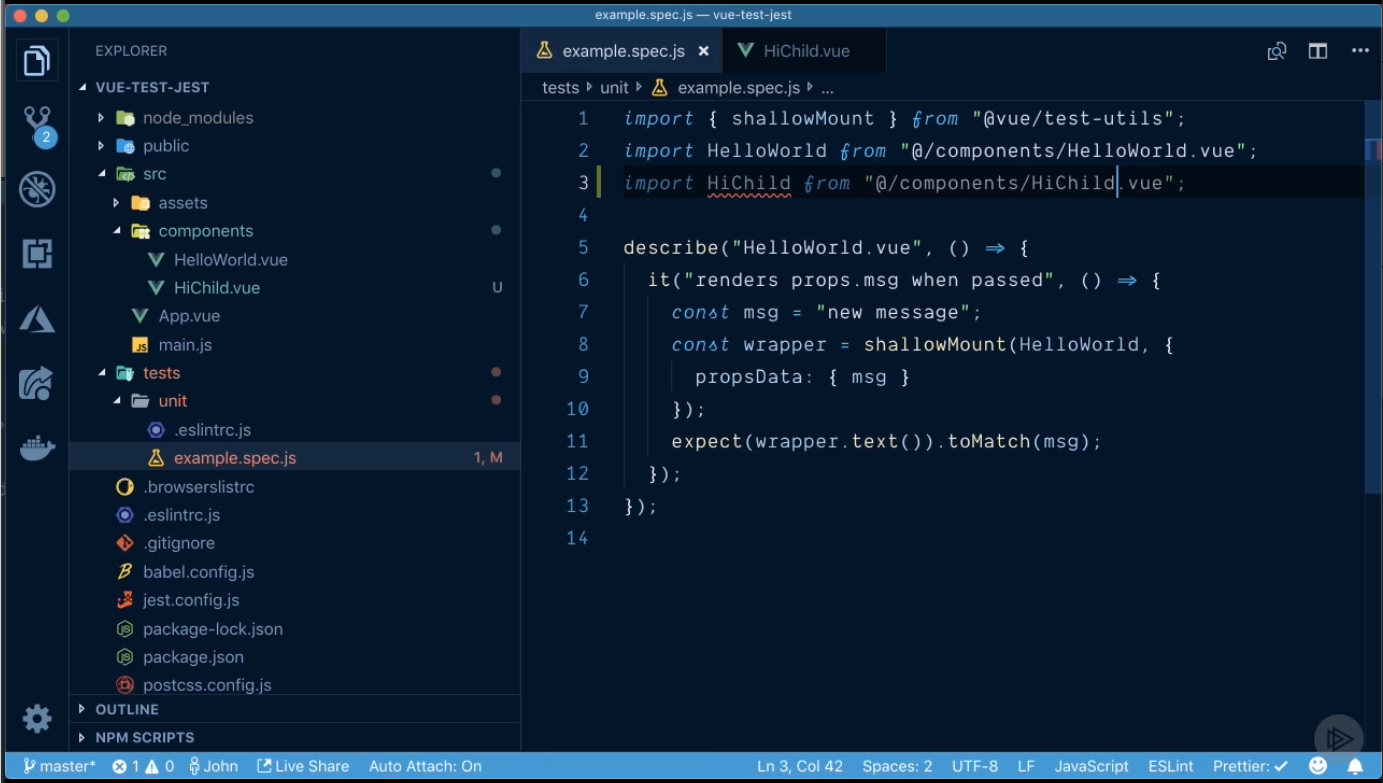 example.spec.js — vue-test-jest
EXPLORER
VUE-TEST-JEST
node_modules
public
src
assets
components
HelloWorld.vue
HiChild.vue U
App.vue
JS main.js
tests
unit
.eslintrc.js
example.spec.js 1, M
.browserslistrc
.eslintrc.js
.gitignore
babel.config.js
jest.config.js
package-lock.json
package.json
postcss.config.js
OUTLINE
NPM SCRIPTS
2
example.spec.js × HiChild.vue ...
tests unit example.spec.js ...
1 import { shallowMount } from "@vue/test-utils";
2 import HelloWorld from "@/components/HelloWorld.vue";
3 import HiChild from "@/components/HiChild.vue";
4
5 describe("HelloWorld.vue", () => {
6 it("renders props.msg when passed", () => {
7 const msg = "new message";
8 const wrapper = shallowMount(HelloWorld, {
9 propsData: { msg }
10 });
11 expect(wrapper.text()).toMatch(msg);
12 });
13 });
14
master* 1 0 John Live Share Auto Attach: On Ln 3, Col 42 Spaces: 2 UTF-8 LF JavaScript ESLint Prettier: ✓